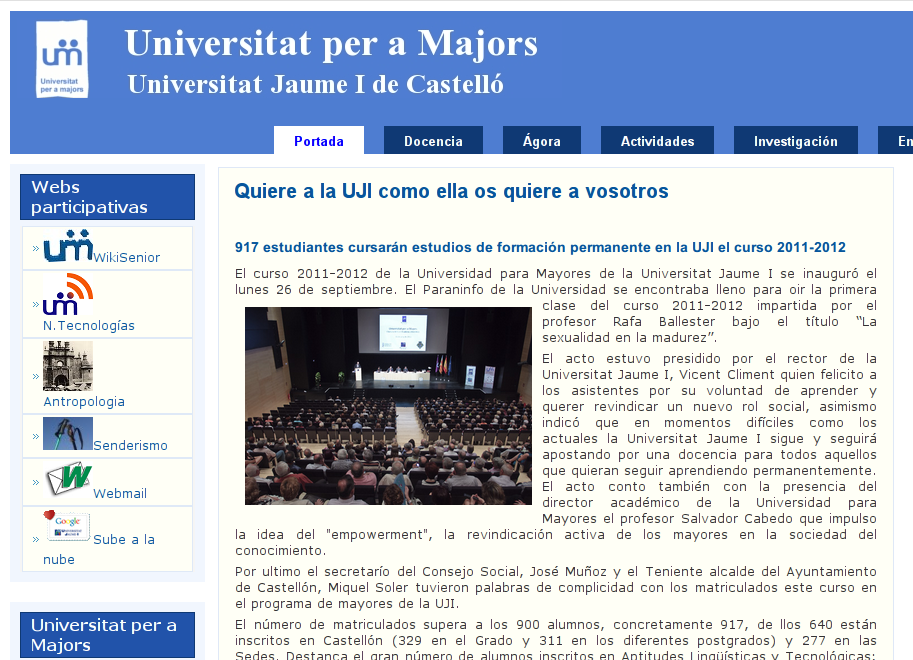 um
Universitat
per a majors
Universitat per a Majors
Universitat Jaume I de Castelló
Portada
Docencia
Ágora
Actividades
Investigación
En
Webs
participativas
» um WikiSenior
» um
N.Tecnologías
»
Antropologia
» Senderismo
» W Webmail
» Google Sube a la
nube
Universitat per a
Majors
Quiere a la UJI como ella os quiere a vosotros
917 estudiantes cursarán estudios de formación permanente en la UJI el curso 2011-2012
El curso 2011-2012 de la Universidad para Mayores de la Universitat Jaume I se inauguró el
lunes 26 de septiembre. El Paraninfo de la Universidad se encontraba lleno para oir la primera
clase del curso 2011-2012 impartida por el
profesor Rafa Ballester bajo el título “La
sexualidad en la madurez”.
El acto estuvo presidido por el rector de la
Universitat Jaume I, Vicent Climent quien felicito a
los asistentes por su voluntad de aprender y
querer revindicar un nuevo rol social, asimismo
indicó que en momentos difíciles como los
actuales la Universitat Jaume I sigue y seguirá
apostando por una docencia para todos aquellos
que quieran seguir aprendiendo permanentemente.
El acto conto también con la presencia del
director académico de la Universidad para
Mayores el profesor Salvador Cabedo que impulso
la idea del "empowerment", la revindicación activa de los mayores en la sociedad del
conocimiento.
Por ultimo el secretarío del Consejo Social, José Muñoz y el Teniente alcalde del Ayuntamiento
de Castellón, Miquel Soler tuvieron palabras de complicidad con los matriculados este curso en
el programa de mayores de la UJI.
El número de matriculados supera a los 900 alumnos, concretamente 917, de llos 640 están
inscritos en Castellón (329 en el Grado y 311 en los diferentes postgrados) y 277 en las
Sedes. Destanca el gran número de alumnos inscritos en Aptitudes Lingüísticas y Tecnológicas: